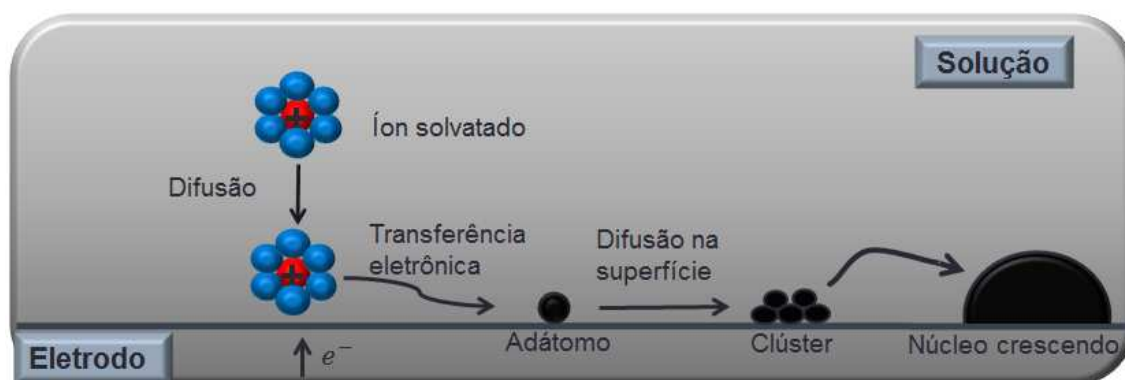 Solução
Íon solvatado
Difusão
Transferência
eletrônica
Difusão na
superfície
Adátomo
Clúster
Núcleo crescendo
Eletrodo
e⁻